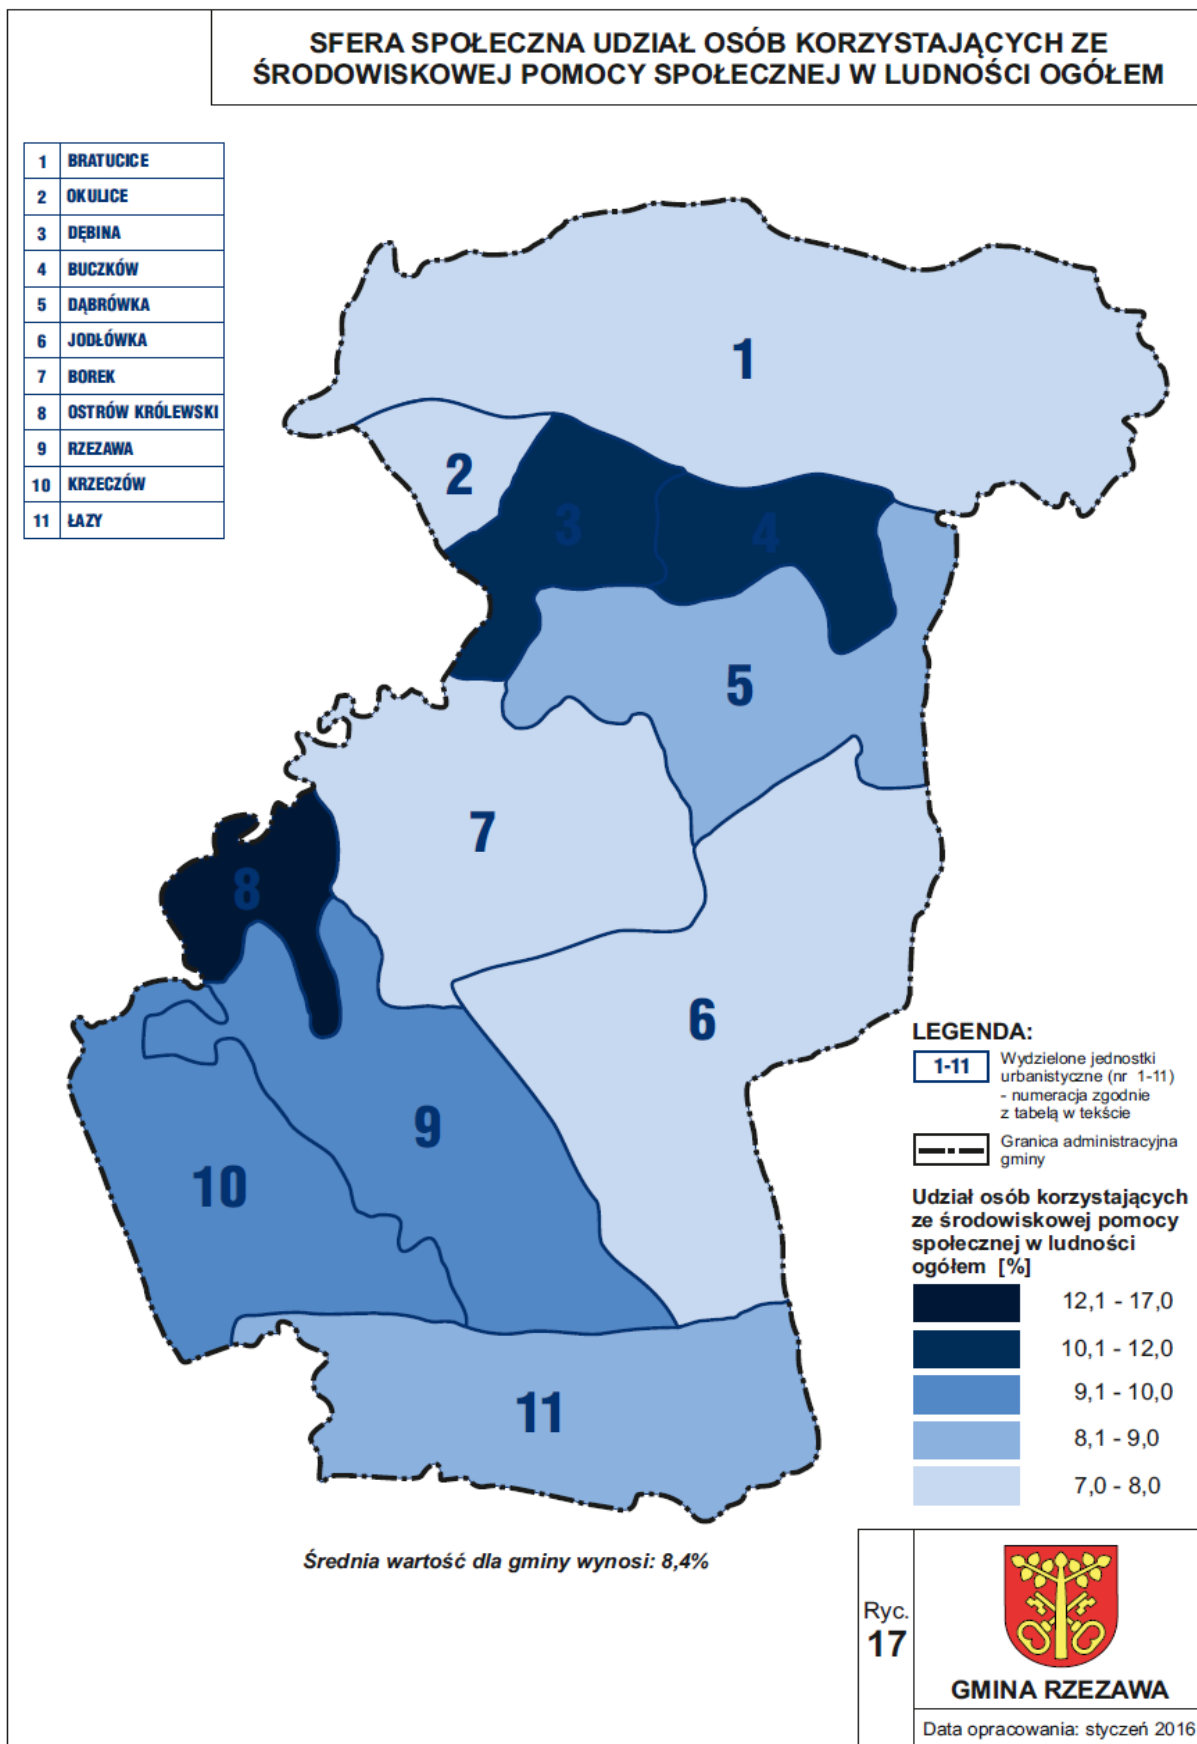 SFERA SPOŁECZNA UDZIAŁ OSÓB KORZYSTAJĄCYCH ZE
ŚRODOWISKOWEJ POMOCY SPOŁECZNEJ W LUDNOŚCI OGÓŁEM
1 BRATUCICE
2 OKULICE
3 DĘBINA
4 BUCZKÓW
5 DĄBRÓWKA
6 JODŁÓWKA
7 BOREK
8 OSTRÓW KRÓLEWSKI
9 RZEZAWA
10 KRZECZÓW
11 ŁAZY
1
2
3
4
5
7
8
6
9
10
11
LEGENDA:
1-11
Wydzielone jednostki
urbanistyczne (nr 1-11)
- numeracja zgodnie
z tabelą w tekście
Granica administracyjna
gminy
Udział osób korzystających
ze środowiskowej pomocy
społecznej w ludności
ogółem [%]
12,1 - 17,0
10,1 - 12,0
9,1 - 10,0
8,1 - 9,0
7,0 - 8,0
Średnia wartość dla gminy wynosi: 8,4%
Ryc.
17
GMINA RZEZAWA
Data opracowania: styczeń 2016